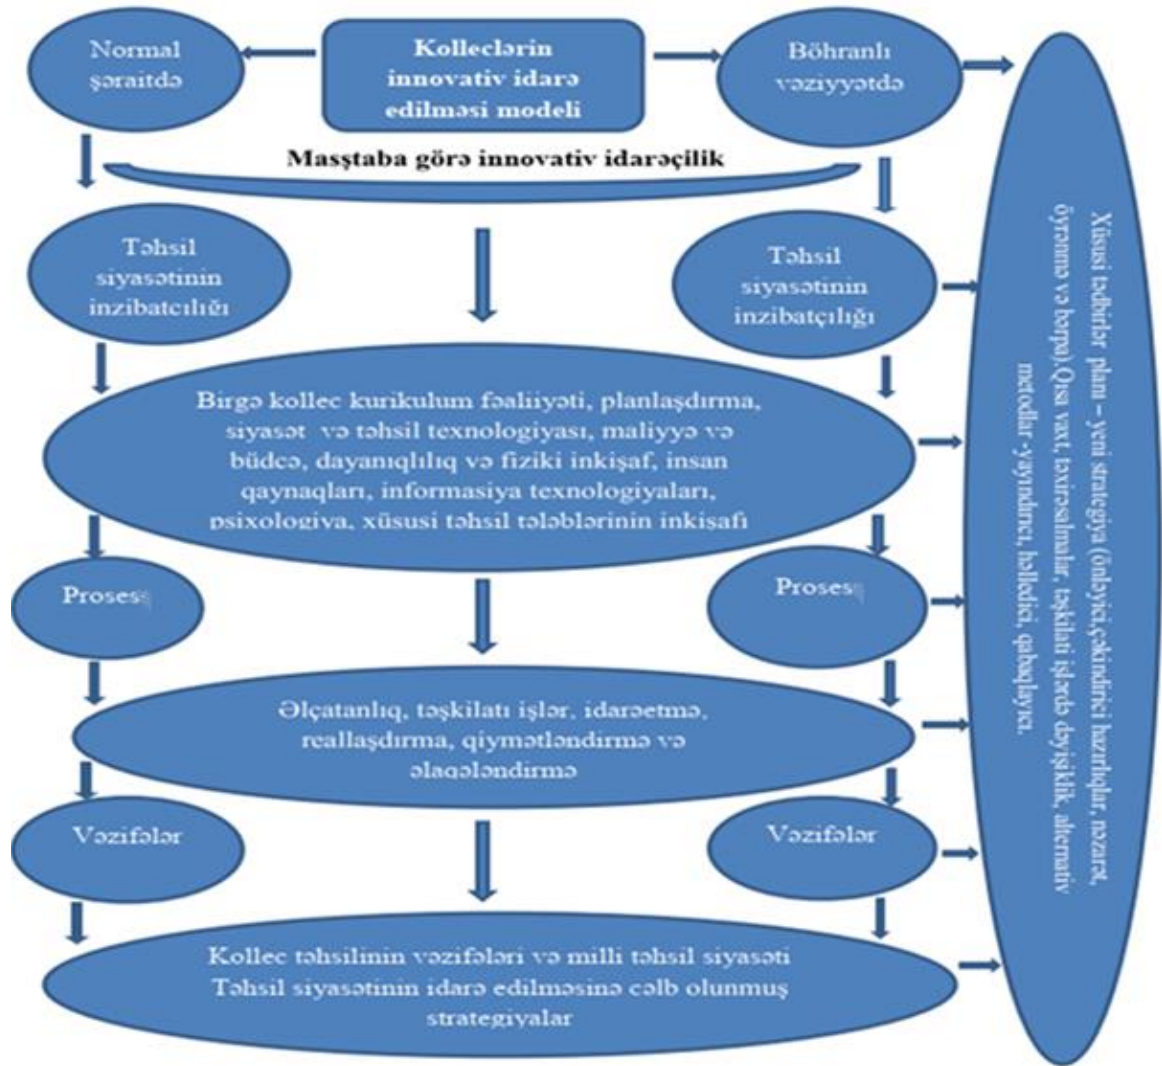 Normal
şəraitdə
Kolleclərin
innovativ idarə
edilməsi modeli
Böhranlı
vəziyyətdə
Masştaba görə innovativ idarəçilik
Təhsil
siyasətinin
inzibatcılığı
Təhsil
siyasətinin
inzibatçılığı
Birgə kollec kurikulum fəaliiyəti, planlaşdırma,
siyasət və təhsil texnologiyası, maliyyə və
büdcə, dayanıqlılıq və fiziki inkişaf, insan
qaynaqları, informasiya texnologiyaları,
psixologiya, xüsusi təhsil tələblərinin inkişafı
Proses
Proses
Əlçatanlıq, təşkilatı işlər, idarəetmə,
reallaşdırma, qiymətləndirmə və
əlaqələndirmə
Vəzifələr
Vəzifələr
Kollec təhsilinin vəzifələri və milli təhsil siyasəti
Təhsil siyasətinin idarə edilməsinə cəlb olunmuş
strategiyalar
Xüsusi tədbirlər planı – yeni strategiya (önləyici,çəkindirici hazırlıqlar, nəzarət,
öyrənmə və bərpa).Qısa vaxt, təxirəsalmalar, təşkilati işlərdə dəyişiklik, alternativ
metodlar -yayındırıcı, həlledici, qabaqlayıcı.